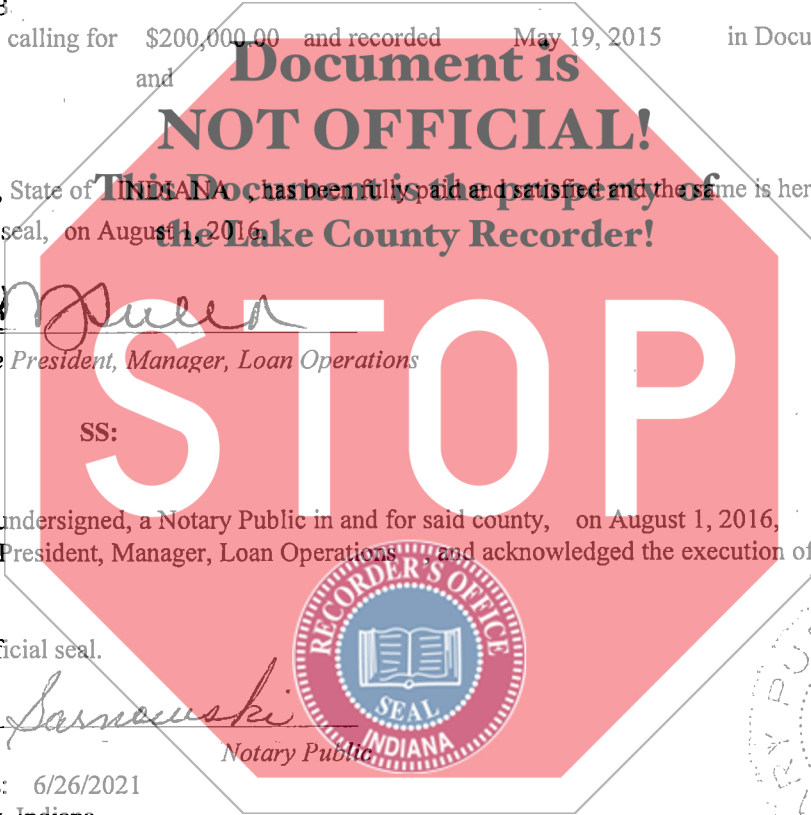 calling for $200,000.00 and recorded May 19, 2015 in Docu
and
Document is
NOT OFFICIAL!
This Document is the property of
the Lake County Recorder!
, State of INDIANA , has been fully paid and satisfied and the same is her
seal, on August 1, 2016.
President, Manager, Loan Operations
STOP
SS:
undersigned, a Notary Public in and for said county, on August 1, 2016,
President, Manager, Loan Operations , and acknowledged the execution of
RECORDER'S OFFICE
SEAL
INDIANA
ficial seal.
Sarnowski
Notary Public
: 6/26/2021
Indiana
RY PU